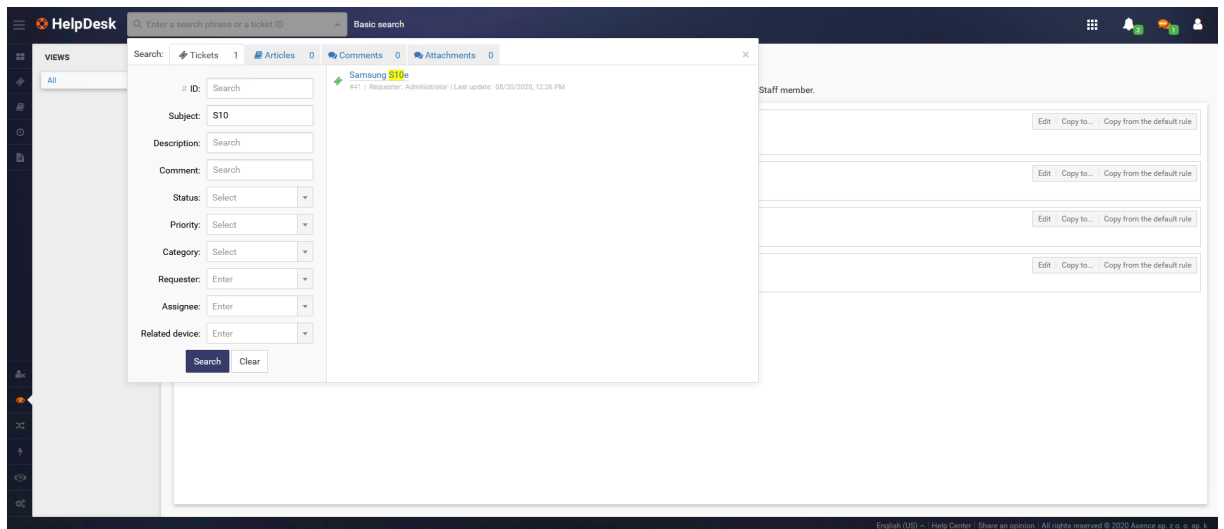 HelpDesk
Enter a search phrase or a ticket ID
Basic search
2
1
VIEWS
All
Search:
Tickets 1
Articles 0
Comments 0
Attachments 0
×
# ID: Search
Subject: S10
Description: Search
Comment: Search
Status: Select
Priority: Select
Category: Select
Requester: Enter
Assignee: Enter
Related device: Enter
Search Clear
Samsung S10e
#41 | Requester: Administrator | Last update: 08/20/2020, 12:26 PM
Staff member.
Edit | Copy to... | Copy from the default rule
Edit | Copy to... | Copy from the default rule
Edit | Copy to... | Copy from the default rule
Edit | Copy to... | Copy from the default rule
English (US) | Help Center | Share an opinion | All rights reserved © 2020 Axence sp. z o. o. sp. k